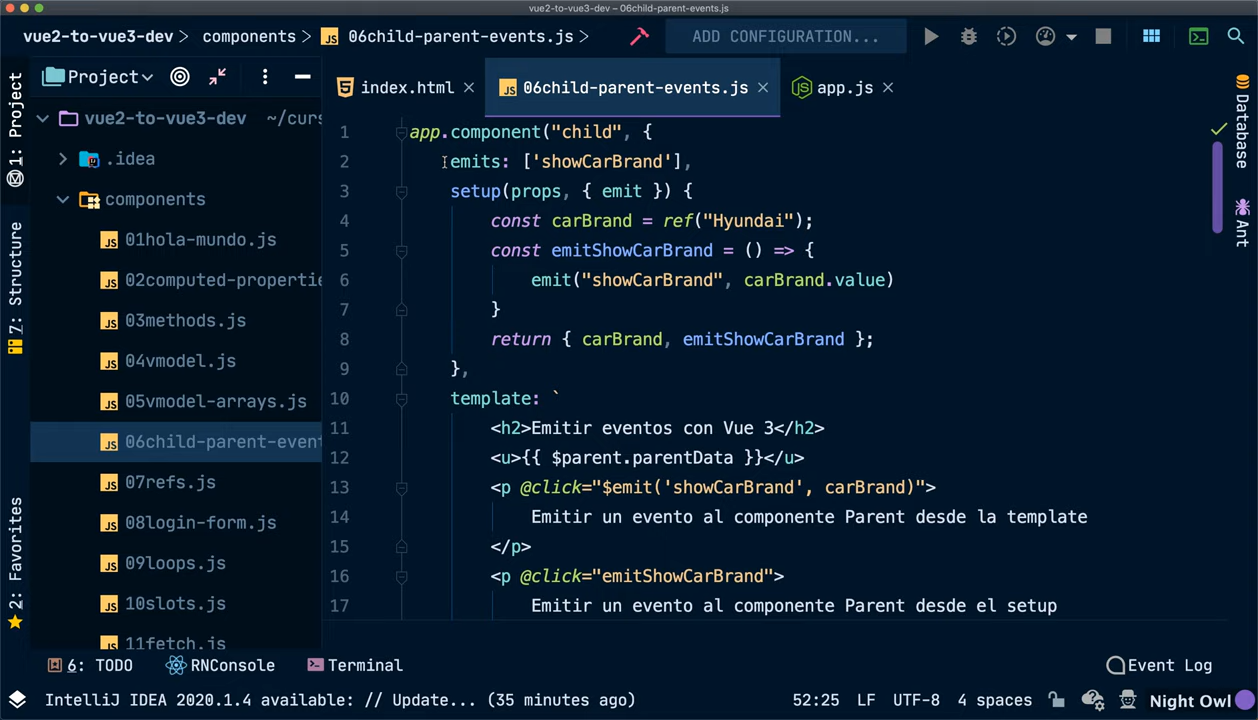 vue2-to-vue3-dev – 06child-parent-events.js
vue2-to-vue3-dev > components > 06child-parent-events.js >
ADD CONFIGURATION...
Project
index.html
06child-parent-events.js
app.js
1: Project
7: Structure
2: Favorites
vue2-to-vue3-dev ~/curs
.idea
components
01hola-mundo.js
02computed-propertie
03methods.js
04vmodel.js
05vmodel-arrays.js
06child-parent-event
07refs.js
08login-form.js
09loops.js
10slots.js
11fetch.js
1 app.component("child", {
2 emits: ['showCarBrand'],
3 setup(props, { emit }) {
4 const carBrand = ref("Hyundai");
5 const emitShowCarBrand = () => {
6 emit("showCarBrand", carBrand.value)
7 }
8 return { carBrand, emitShowCarBrand };
9 },
10 template: `
11 <h2>Emitir eventos con Vue 3</h2>
12 <u>{{ $parent.parentData }}</u>
13 <p @click="$emit('showCarBrand', carBrand)">
14 Emitir un evento al componente Parent desde la template
15 </p>
16 <p @click="emitShowCarBrand">
17 Emitir un evento al componente Parent desde el setup
Database
Ant
6: TODO
RNConsole
Terminal
Event Log
IntelliJ IDEA 2020.1.4 available: // Update... (35 minutes ago)
52:25 LF UTF-8 4 spaces
Night Owl